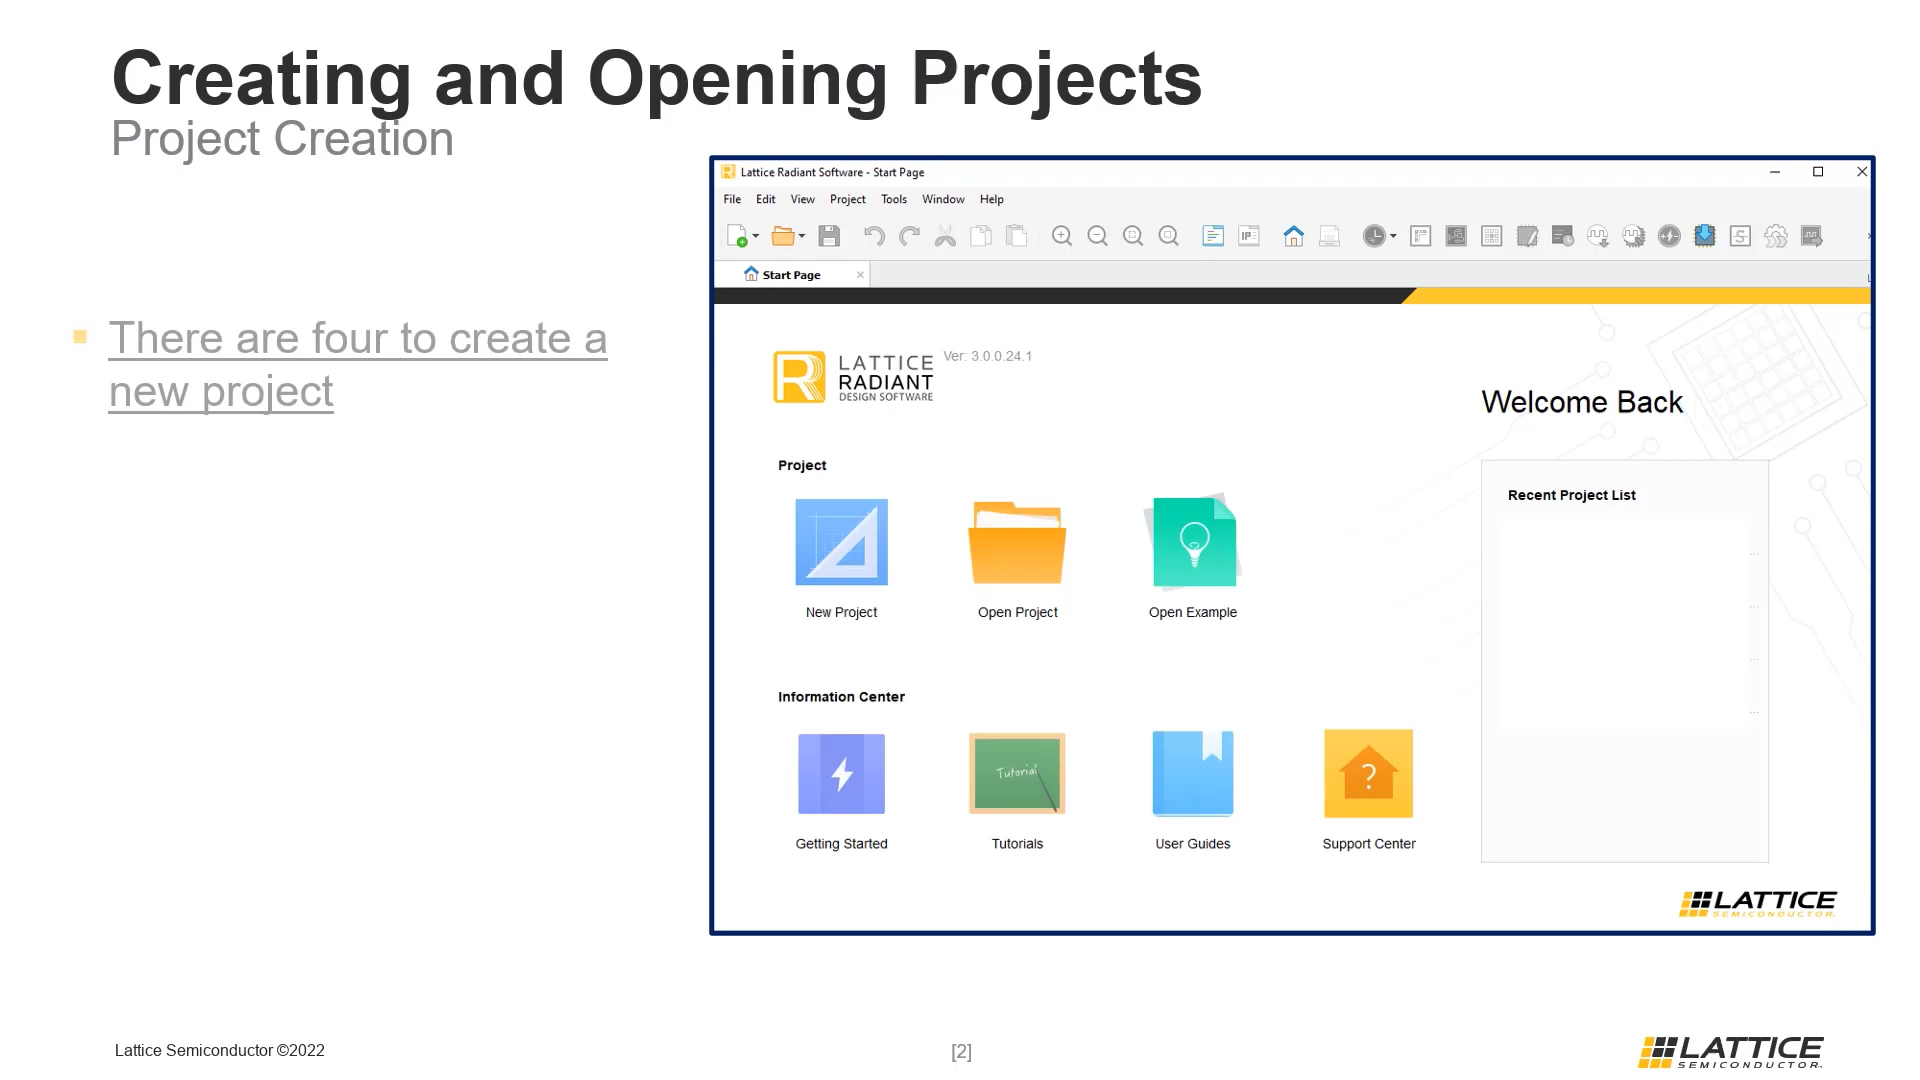 Creating and Opening Projects
Project Creation
There are four to create a
new project
Lattice Radiant Software - Start Page
File Edit View Project Tools Window Help
IP
S
Start Page
LATTICE
RADIANT
DESIGN SOFTWARE
Ver: 3.0.0.24.1
Welcome Back
Project
Recent Project List
New Project Open Project Open Example
Information Center
Tutorial
?
Getting Started Tutorials User Guides Support Center
LATTICE
SEMICONDUCTOR
Lattice Semiconductor ©2022
[2]
LATTICE
SEMICONDUCTOR